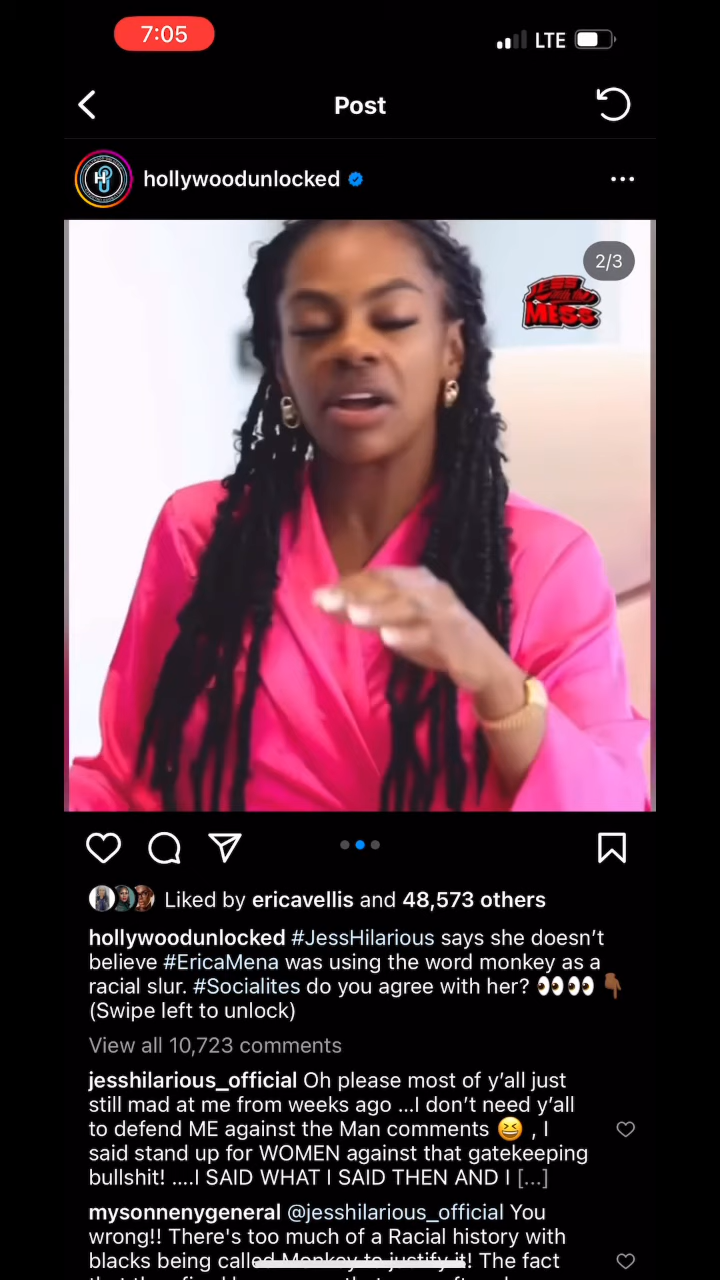 7:05
LTE
Post
hollywoodunlocked
2/3
JESS
WITH THE
MESS
Liked by ericavellis and 48,573 others
hollywoodunlocked #JessHilarious says she doesn’t
believe #EricaMena was using the word monkey as a
racial slur. #Socialites do you agree with her? 👀👀 👇🏾
(Swipe left to unlock)
View all 10,723 comments
jesshilarious_official Oh please most of y’all just
still mad at me from weeks ago ...I don’t need y’all
to defend ME against the Man comments 😆 , I
said stand up for WOMEN against that gatekeeping
bullshit! ....I SAID WHAT I SAID THEN AND I [...]
mysonnenygeneral @jesshilarious_official You
wrong!! There's too much of a Racial history with
blacks being called Monkey to justify it! The fact